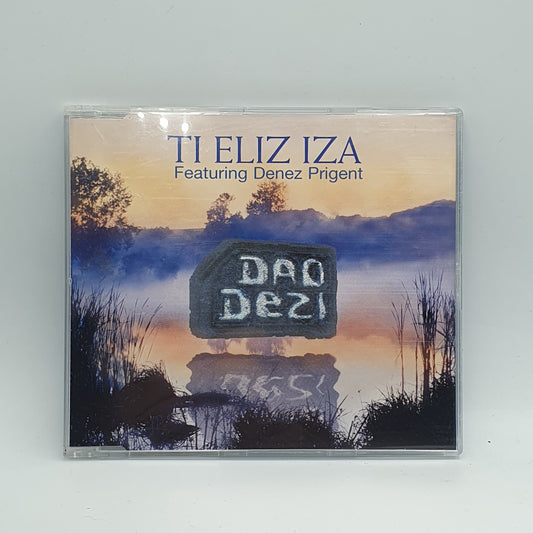 TI ELIZ IZA
Featuring Denez Prigent
DAO
DEZI